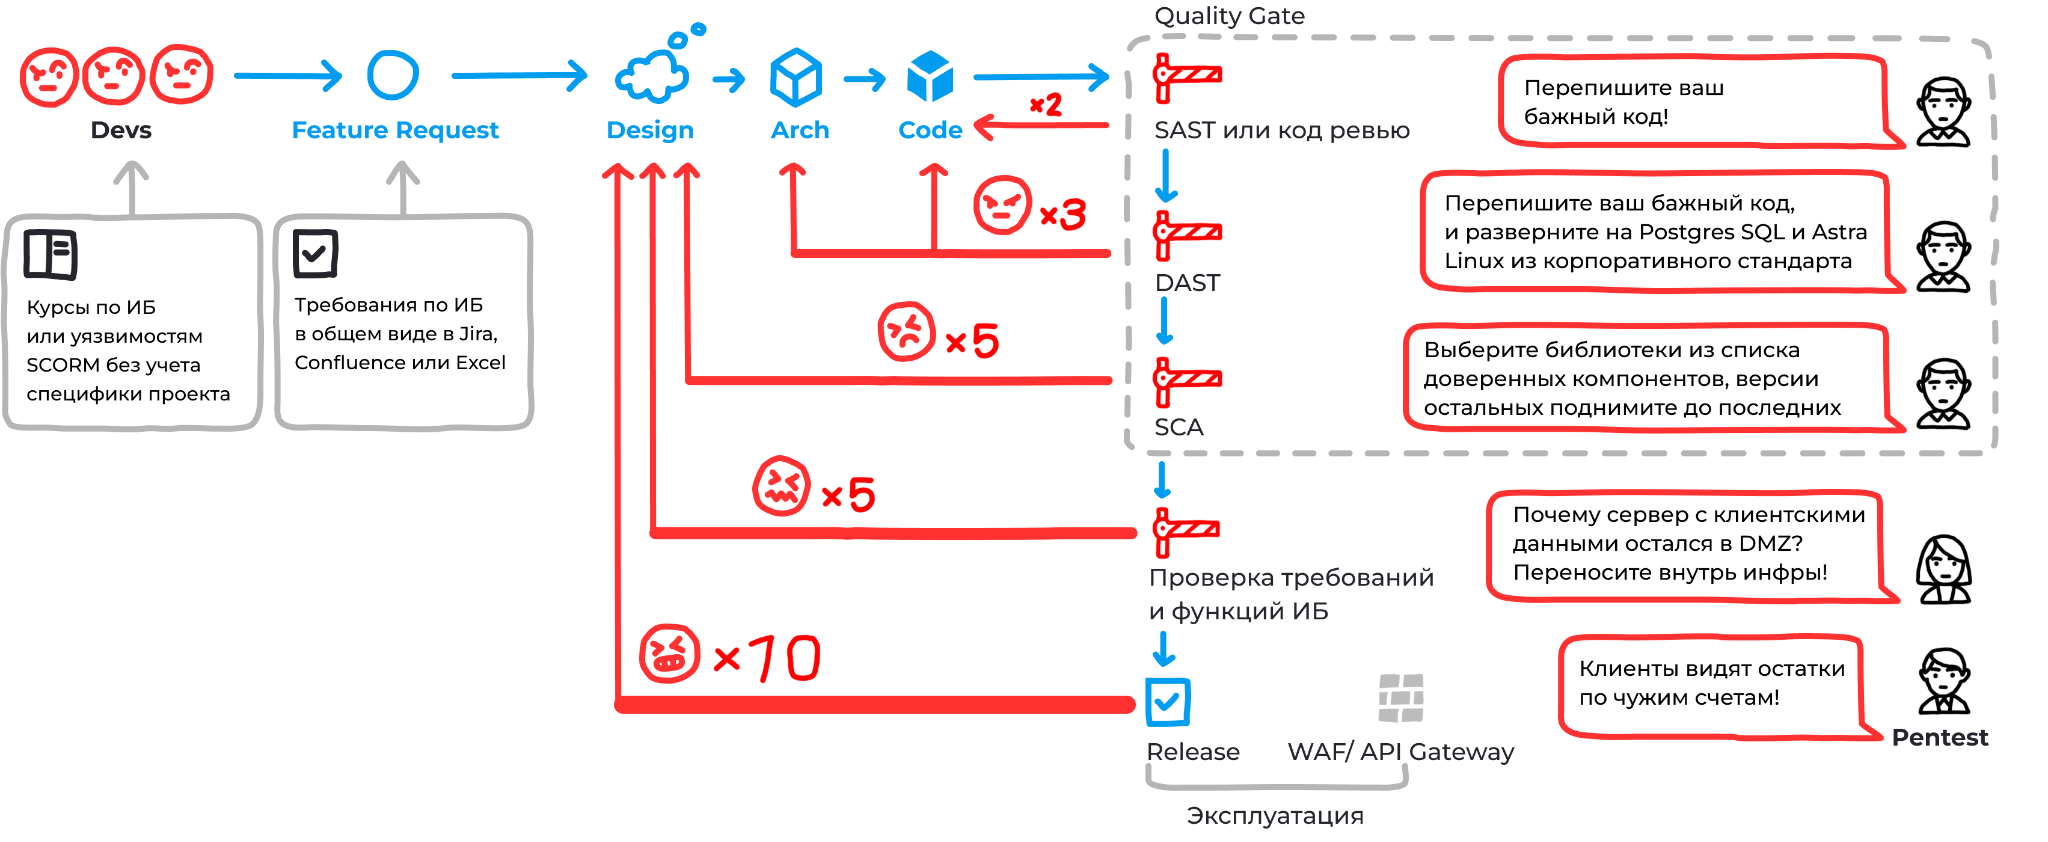 Quality Gate
Devs
Feature Request
Design
Arch
Code
×2
SAST или код ревью
Перепишите ваш
бажный код!
×3
DAST
Перепишите ваш бажный код,
и разверните на Postgres SQL и Astra
Linux из корпоративного стандарта
Курсы по ИБ
или уязвимостям
SCORM без учета
специфики проекта
Требования по ИБ
в общем виде в Jira,
Confluence или Excel
×5
SCA
Выберите библиотеки из списка
доверенных компонентов, версии
остальных поднимите до последних
×5
Проверка требований
и функций ИБ
Почему сервер с клиентскими
данными остался в DMZ?
Переносите внутрь инфры!
×10
Release
WAF/ API Gateway
Клиенты видят остатки
по чужим счетам!
Pentest
Эксплуатация